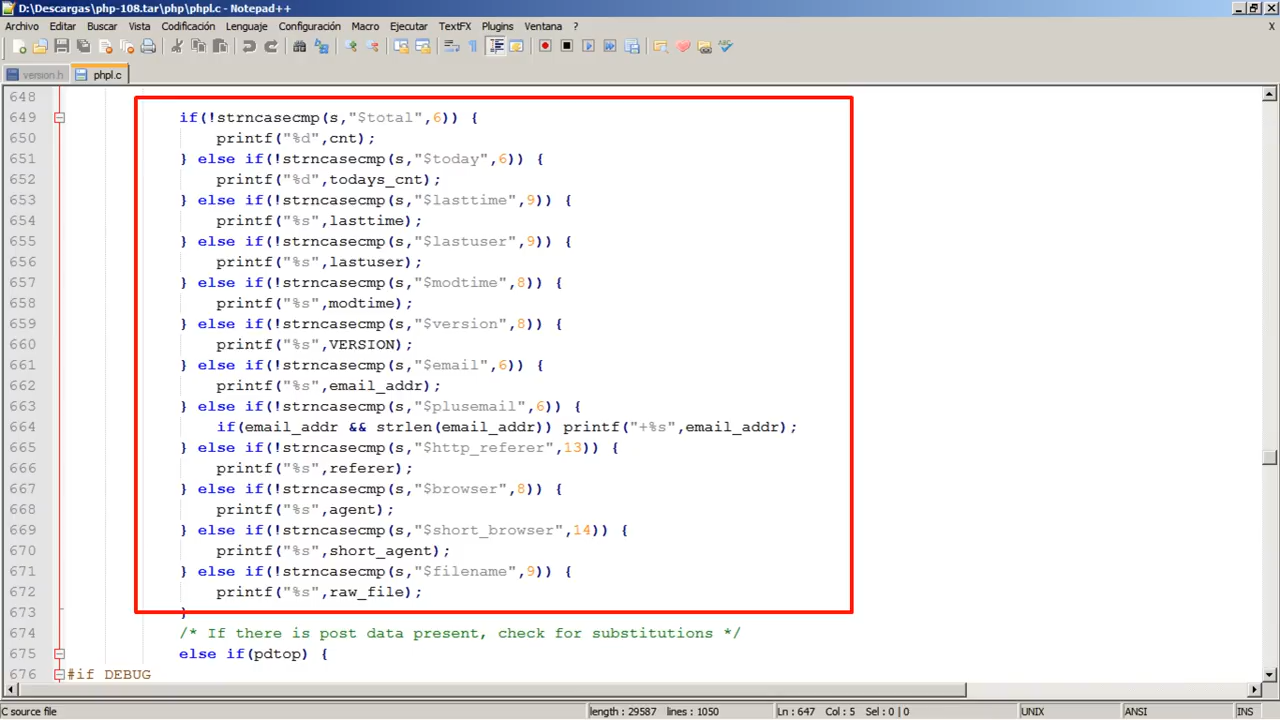 D:\Descargas\php-108.tar\php\phpl.c - Notepad++
Archivo Editar Buscar Vista Codificación Lenguaje Configuración Macro Ejecutar TextFX Plugins Ventana ? X
version.h phpl.c
648
649 if(!strncasecmp(s,"$total",6)) {
650 printf("%d",cnt);
651 } else if(!strncasecmp(s,"$today",6)) {
652 printf("%d",todays_cnt);
653 } else if(!strncasecmp(s,"$lasttime",9)) {
654 printf("%s",lasttime);
655 } else if(!strncasecmp(s,"$lastuser",9)) {
656 printf("%s",lastuser);
657 } else if(!strncasecmp(s,"$modtime",8)) {
658 printf("%s",modtime);
659 } else if(!strncasecmp(s,"$version",8)) {
660 printf("%s",VERSION);
661 } else if(!strncasecmp(s,"$email",6)) {
662 printf("%s",email_addr);
663 } else if(!strncasecmp(s,"$plusemail",6)) {
664 if(email_addr && strlen(email_addr)) printf("+%s",email_addr);
665 } else if(!strncasecmp(s,"$http_referer",13)) {
666 printf("%s",referer);
667 } else if(!strncasecmp(s,"$browser",8)) {
668 printf("%s",agent);
669 } else if(!strncasecmp(s,"$short_browser",14)) {
670 printf("%s",short_agent);
671 } else if(!strncasecmp(s,"$filename",9)) {
672 printf("%s",raw_file);
673 }
674 /* If there is post data present, check for substitutions */
675 else if(pdtop) {
676 #if DEBUG
C source file length : 29587 lines : 1050 Ln : 647 Col : 5 Sel : 0 | 0 UNIX ANSI INS